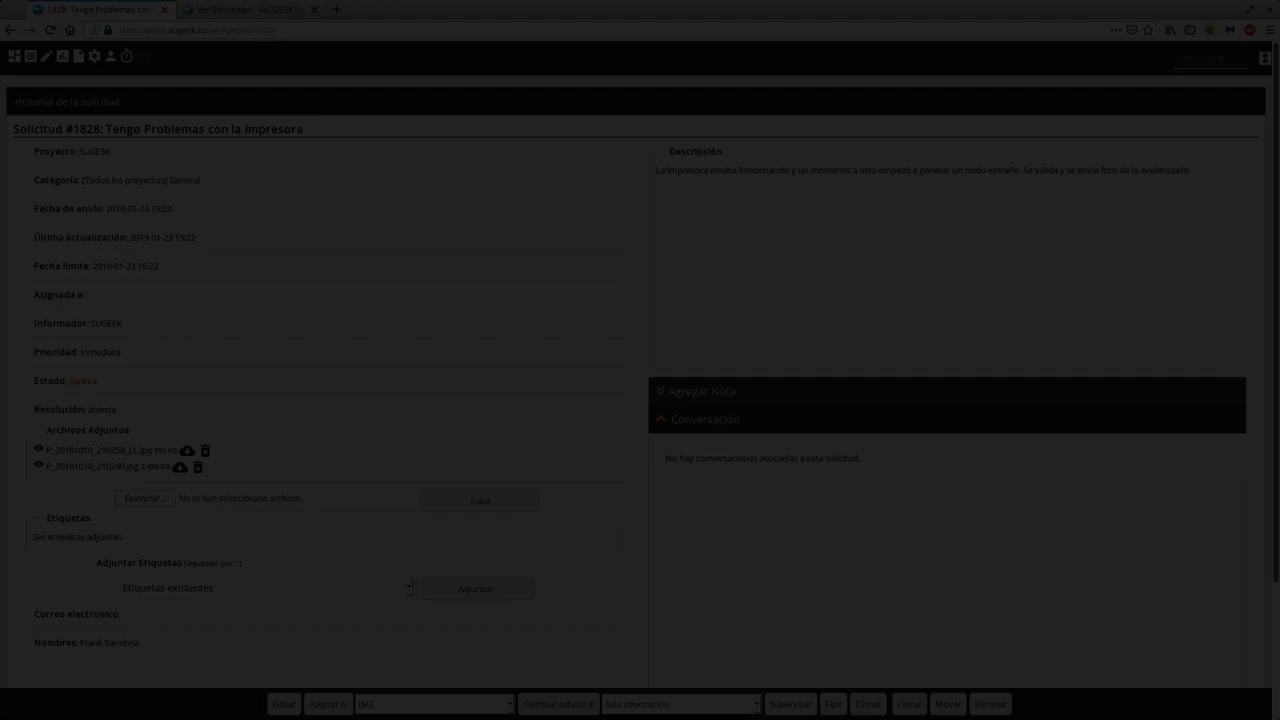 1828: Tengo Problemas con
Ver Solicitudes - SUGE3K
Historial de la solicitud
Solicitud #1828: Tengo Problemas con la Impresora
Proyecto: SuGE3K
Categoría: [Todos los proyectos] General
Fecha de envío: 2019-01-23 15:22
Última actualización: 2019-01-23 15:22
Fecha límite: 2019-01-23 16:22
Asignada a:
Informador: SUGEEK
Prioridad: inmediata
Estado: nueva
Resolución: abierta
Archivos Adjuntos
P_20181010_210258_LL.jpg 593 KB
P_20181010_210240.jpg 2,484 KB
Examinar... No se han seleccionado archivos. Subir
Etiquetas
Sin etiquetas adjuntas.
Adjuntar Etiquetas (Separado por ',')
Etiquetas existentes Adjuntar
Correo electronico:
Nombres: Frank Sanabria
Descripción
La impresora estaba funcionando y un momento a otro empezó a generar un ruido extraño. Se valida y se envia foto de lo evidenciado.
Agregar Nota
Conversación
No hay conversaciones asociadas a esta solicitud.
Editar Asignar A: [Mí] Cambiar estado a: falta información Supervisar Fijar Clonar Cerrar Mover Eliminar